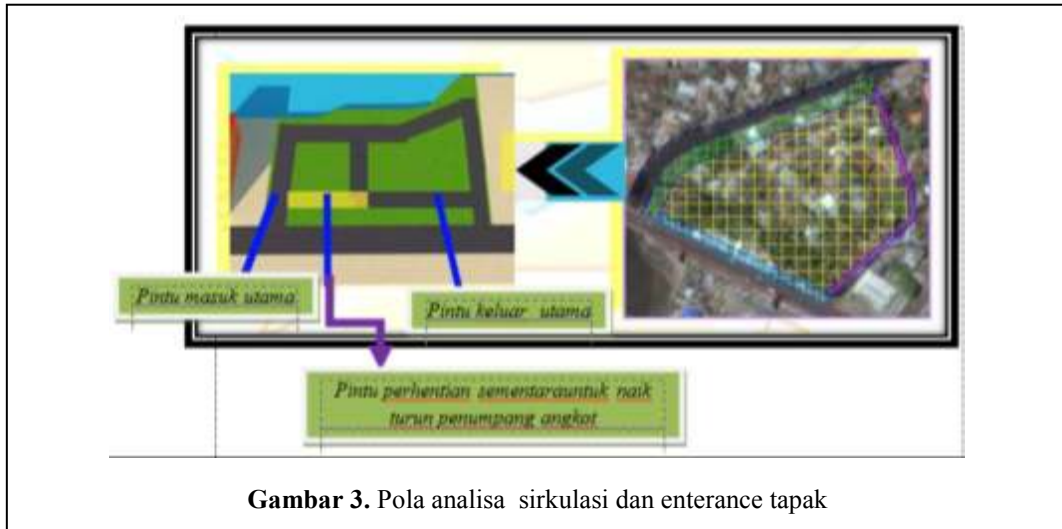 Pintu masuk utama
Pintu keluar utama
Pintu perhentian sementarauntuk naik
turun penumpang angkot
Gambar 3. Pola analisa sirkulasi dan enterance tapak